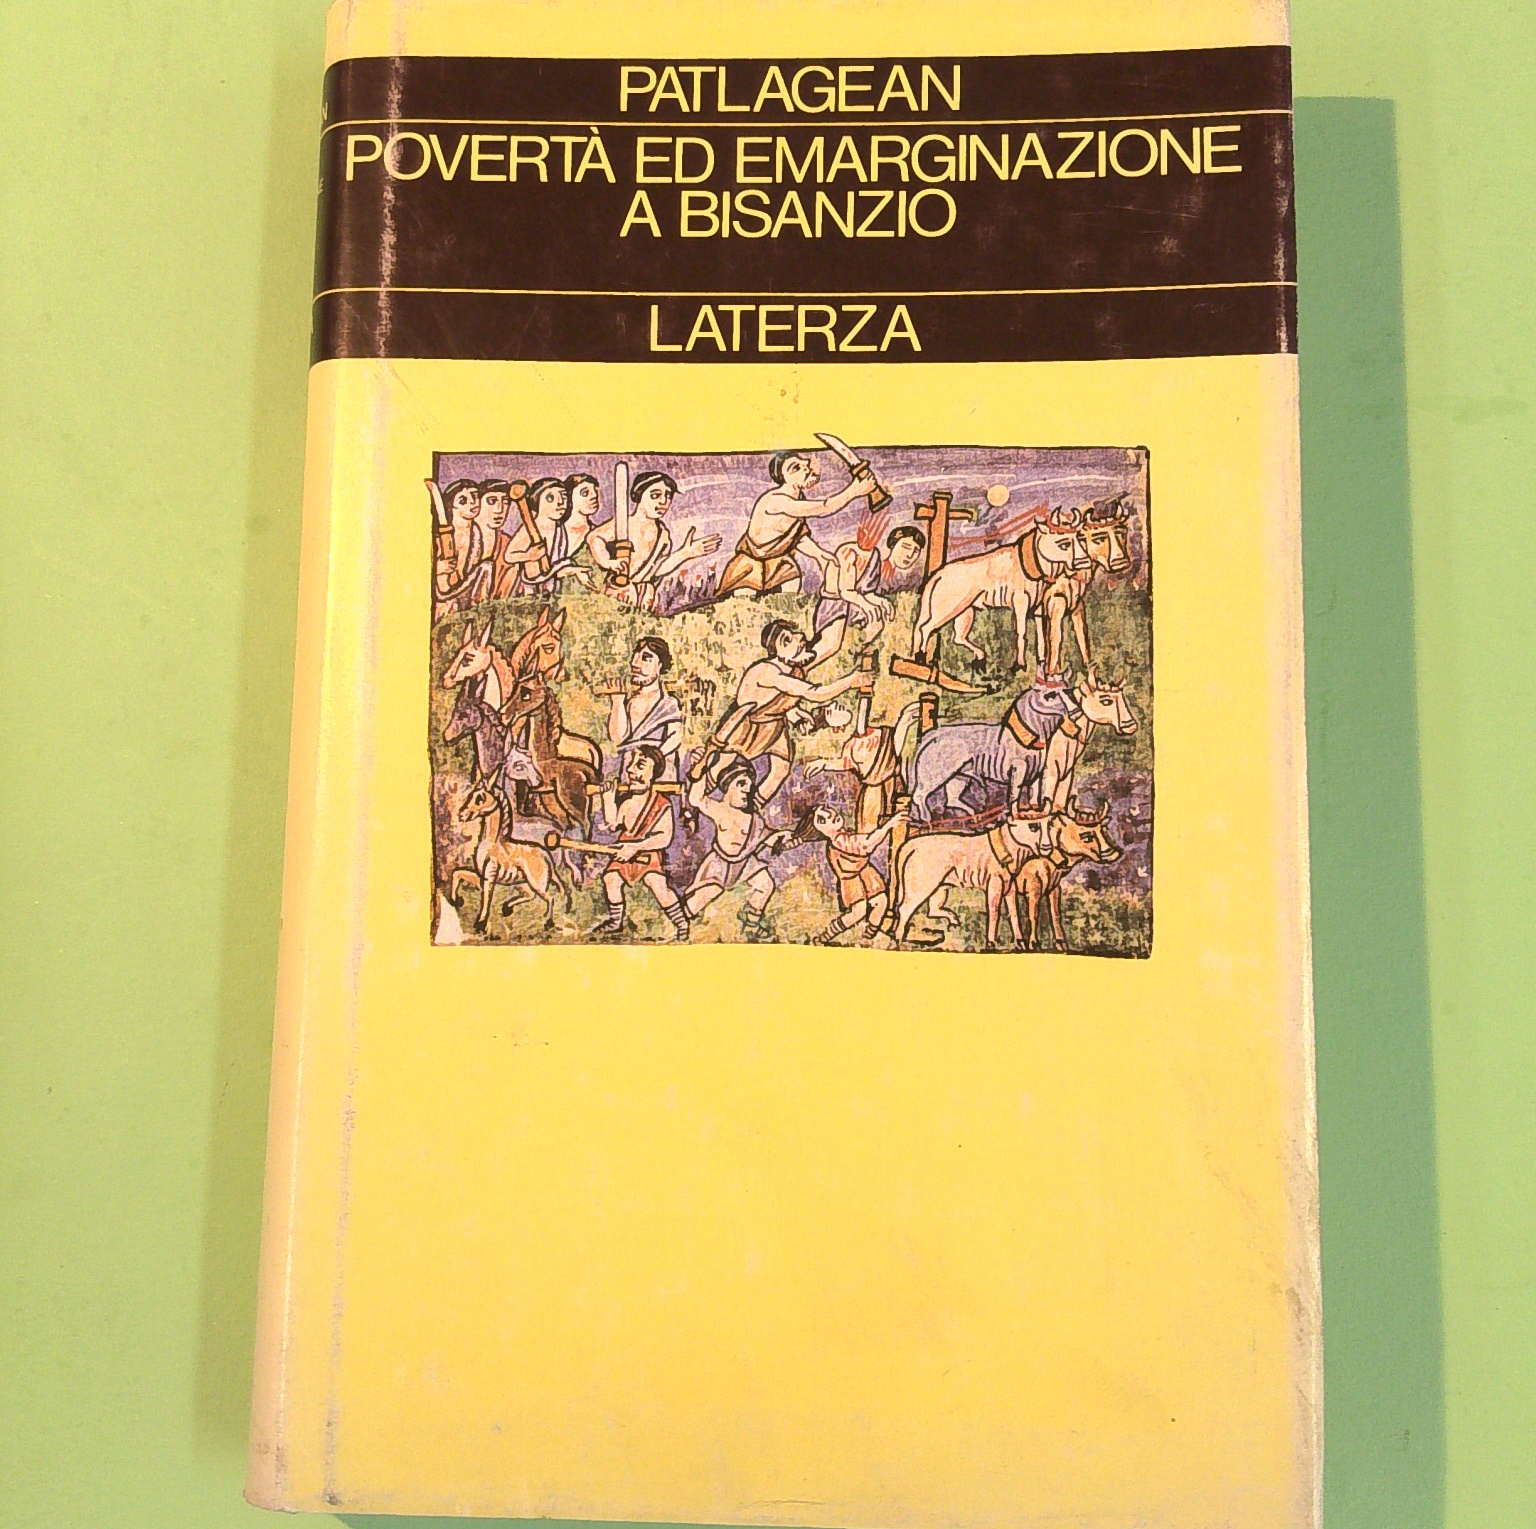 PATLAGEAN
POVERTÀ ED EMARGINAZIONE
A BISANZIO
LATERZA